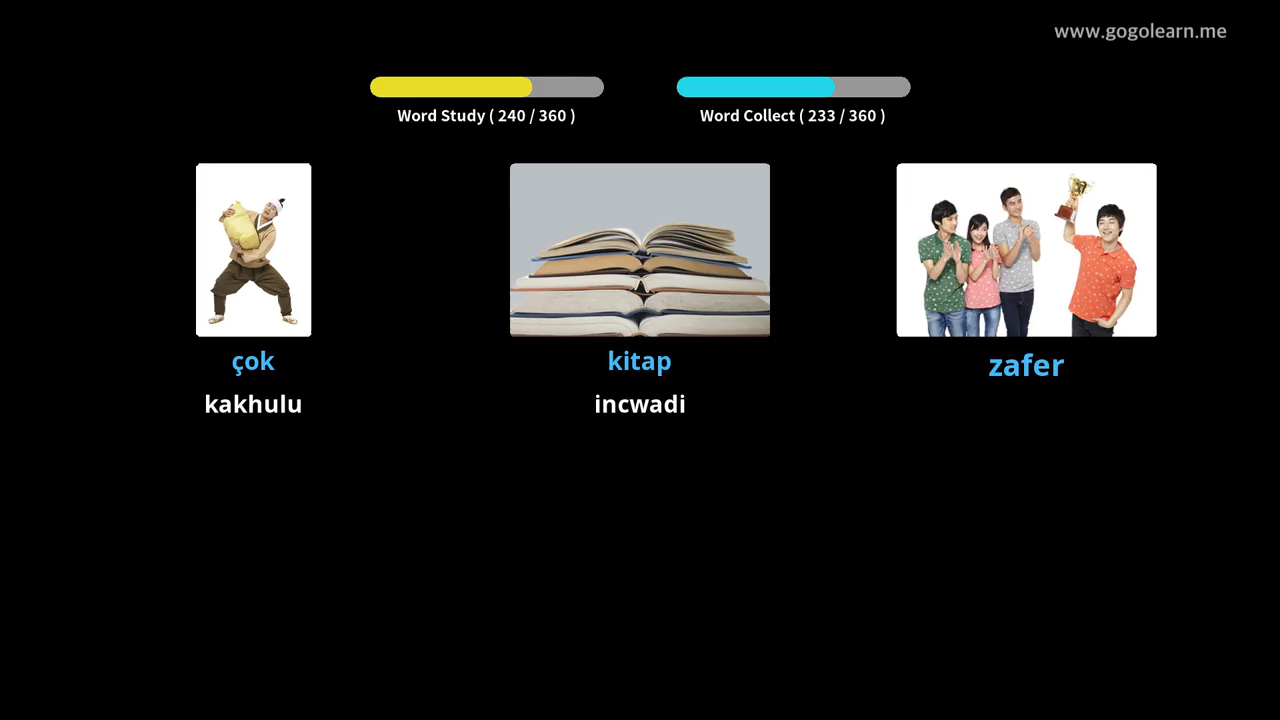 www.gogolearn.me
Word Study ( 240 / 360 )
Word Collect ( 233 / 360 )
çok
kitap
zafer
kakhulu
incwadi